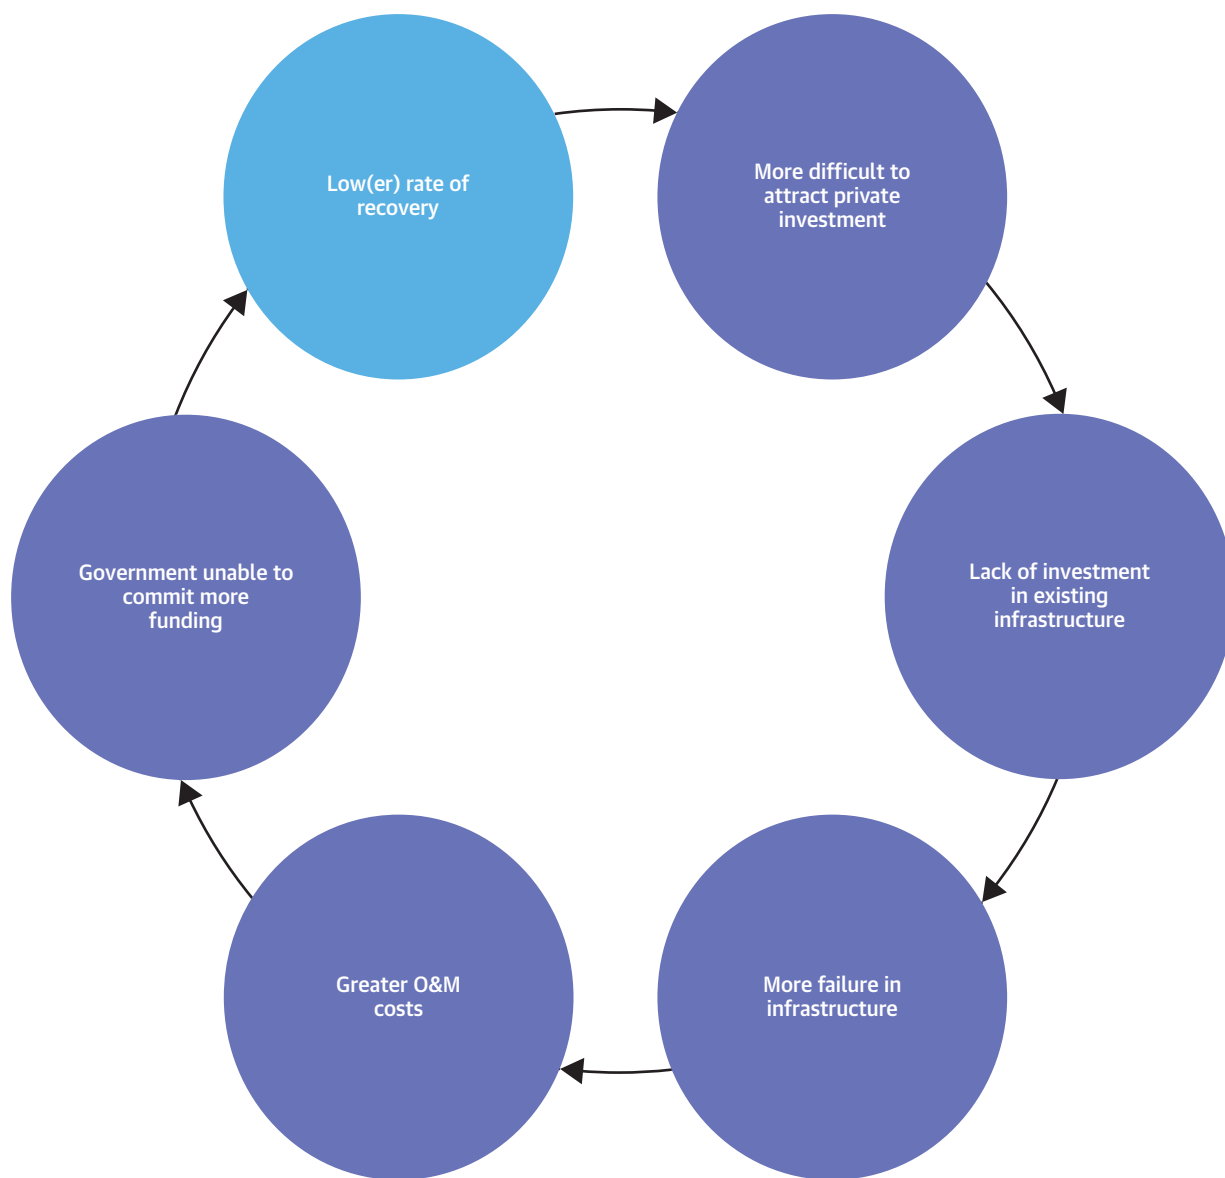 Low(er) rate of
recovery
More difficult to
attract private
investment
Lack of investment
in existing
infrastructure
More failure in
infrastructure
Greater O&M
costs
Government unable to
commit more
funding